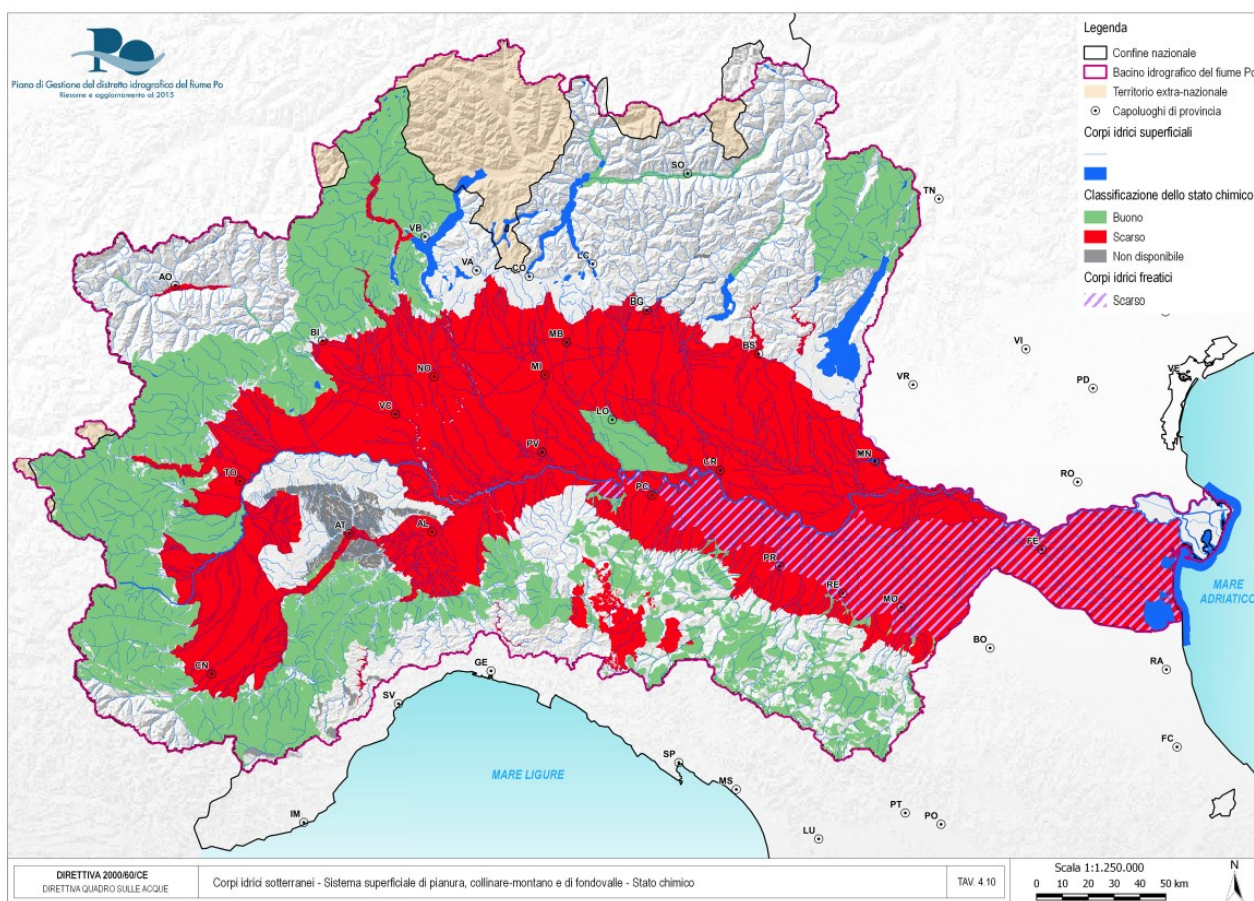 Po
Piano di Gestione del distretto idrografico del fiume Po
Riesame e aggiornamento al 2015
Legenda
Confine nazionale
Bacino idrografico del fiume Po
Territorio extra-nazionale
Capoluoghi di provincia
Corpi idrici superficiali
Classificazione dello stato chimico
Buono
Scarso
Non disponibile
Corpi idrici freatici
Scarso
SO
TN
VB
VA
CO
LC
AO
BG
BI
MB
BS
VI
NO
MI
VR
PD
VE
VC
LO
PV
CR
MN
RO
TO
PC
AT
AL
FE
PR
RE
MO
MARE
ADRIATICO
BO
CN
GE
RA
SV
FC
SP
MARE LIGURE
MS
IM
PT
PO
LU
DIRETTIVA 2000/60/CE
DIRETTIVA QUADRO SULLE ACQUE
Corpi idrici sotterranei - Sistema superficiale di pianura, collinare-montano e di fondovalle - Stato chimico
TAV. 4.10
Scala 1:1.250.000
0 10 20 30 40 50 km
N